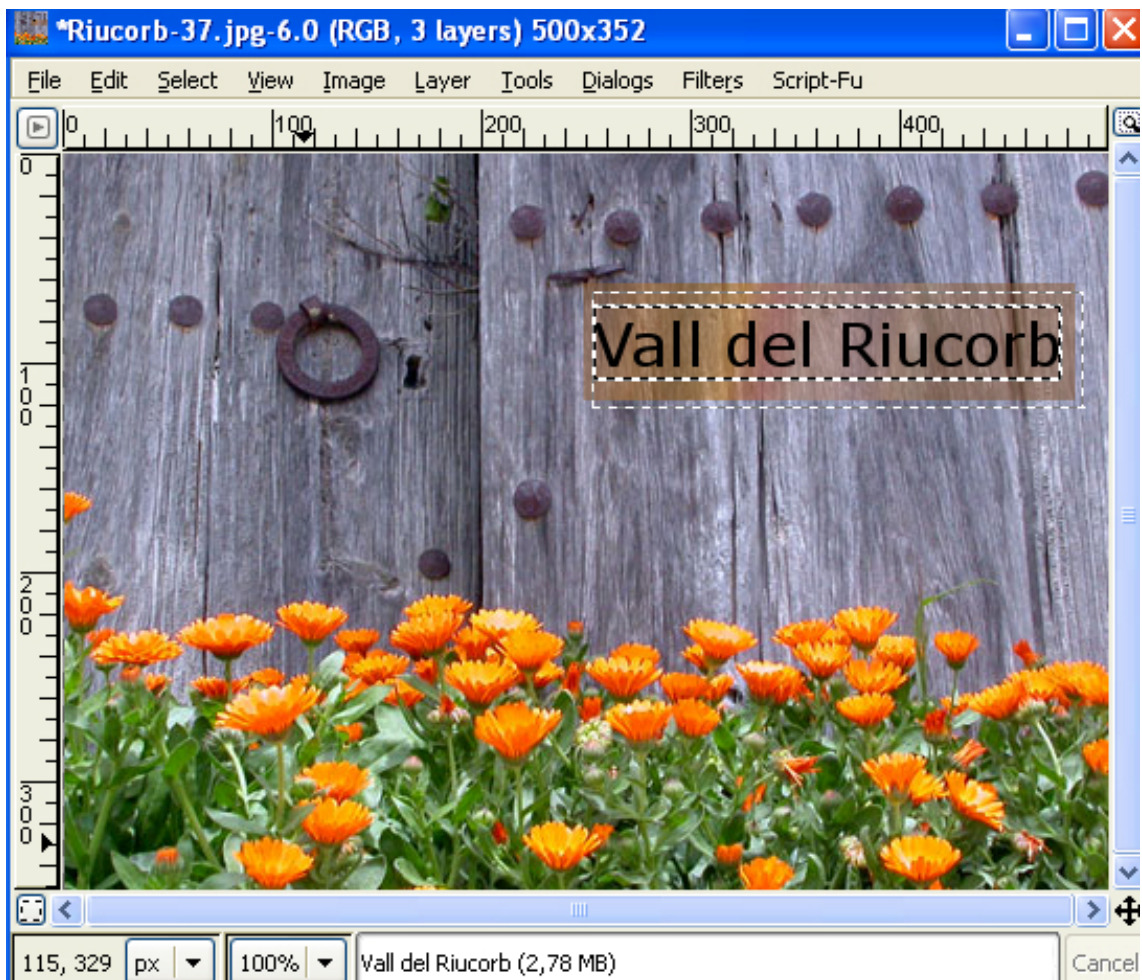 *Riucorb-37.jpg-6.0 (RGB, 3 layers) 500x352
File Edit Select View Image Layer Tools Dialogs Filters Script-Fu
0 100 200 300 400
0
100
200
300
Vall del Riucorb
115, 329 px 100% Vall del Riucorb (2,78 MB) Cancel